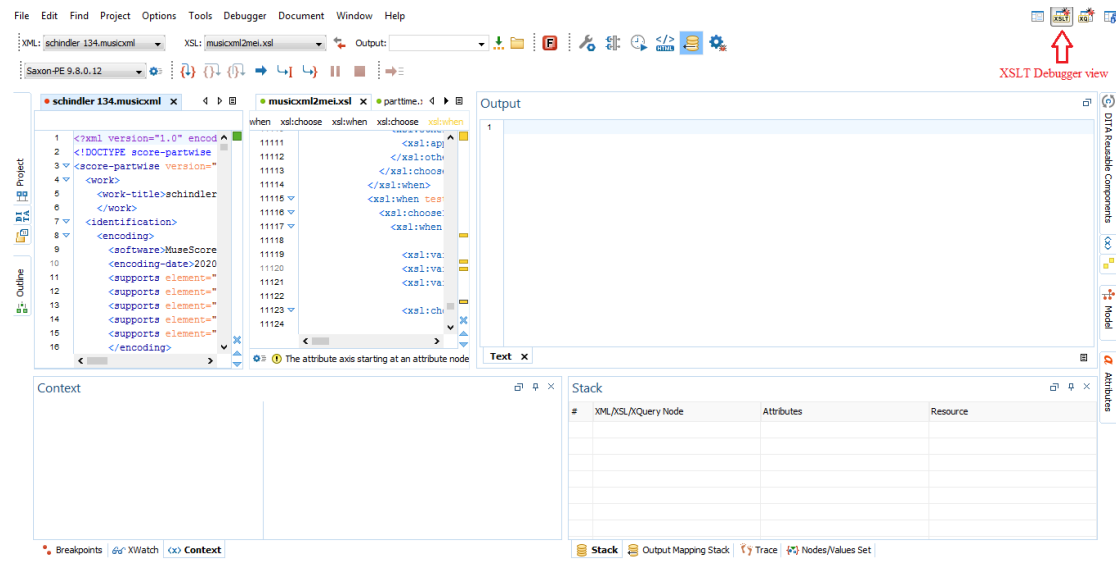 File Edit Find Project Options Tools Debugger Document Window Help
XSLT XQ
XML: schindler 134.musicxml XSL: musicxml2mei.xsl Output:
XSLT Debugger view
Saxon-PE 9.8.0.12
schindler 134.musicxml x
musicxml2mei.xsl x parttime.:
Output
when xsl:choose xsl:when xsl:choose xsl:when
1 <?xml version="1.0" encod
2 <!DOCTYPE score-partwise
3 <score-partwise version="
4 <work>
5 <work-title>schindler
6 </work>
7 <identification>
8 <encoding>
9 <software>MuseScore
10 <encoding-date>2020
11 <supports element="
12 <supports element="
13 <supports element="
14 <supports element="
15 <supports element="
16 </encoding>
11111 <xsl:app
11112 </xsl:othe
11113 </xsl:choose
11114 </xsl:when>
11115 <xsl:when tes
11116 <xsl:choose
11117 <xsl:when
11118
11119 <xsl:va
11120 <xsl:va
11121 <xsl:va
11122
11123 <xsl:ch
11124
The attribute axis starting at an attribute node
1
Text x
Project
DITA
Outline
DITA Reusable Components
Model
Attributes
Context
Stack
# XML/XSL/XQuery Node Attributes Resource
Breakpoints XWatch Context
Stack Output Mapping Stack Trace Nodes/Values Set